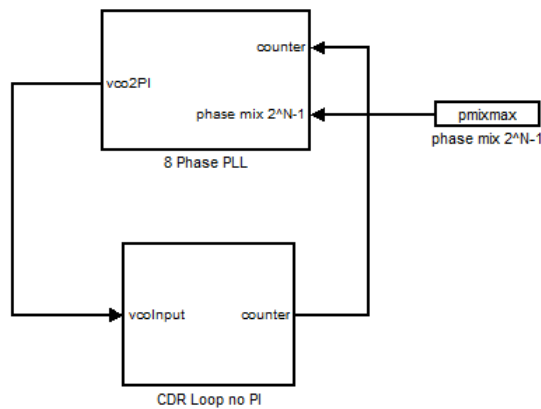 counter
vco2PI
phase mix 2^N-1
pmixmax
phase mix 2^N-1
8 Phase PLL
vcoInput
counter
CDR Loop no PI